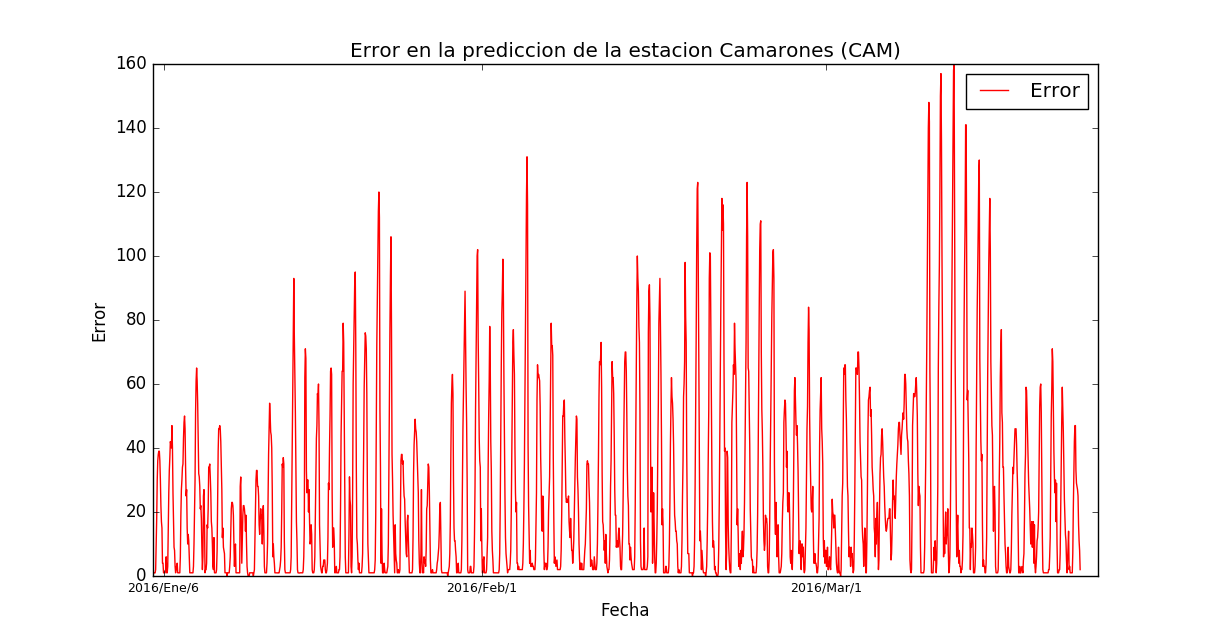 Error en la prediccion de la estacion Camarones (CAM)
Error
160
140
120
100
80
60
40
20
0
Error
2016/Ene/6
2016/Feb/1
2016/Mar/1
Fecha